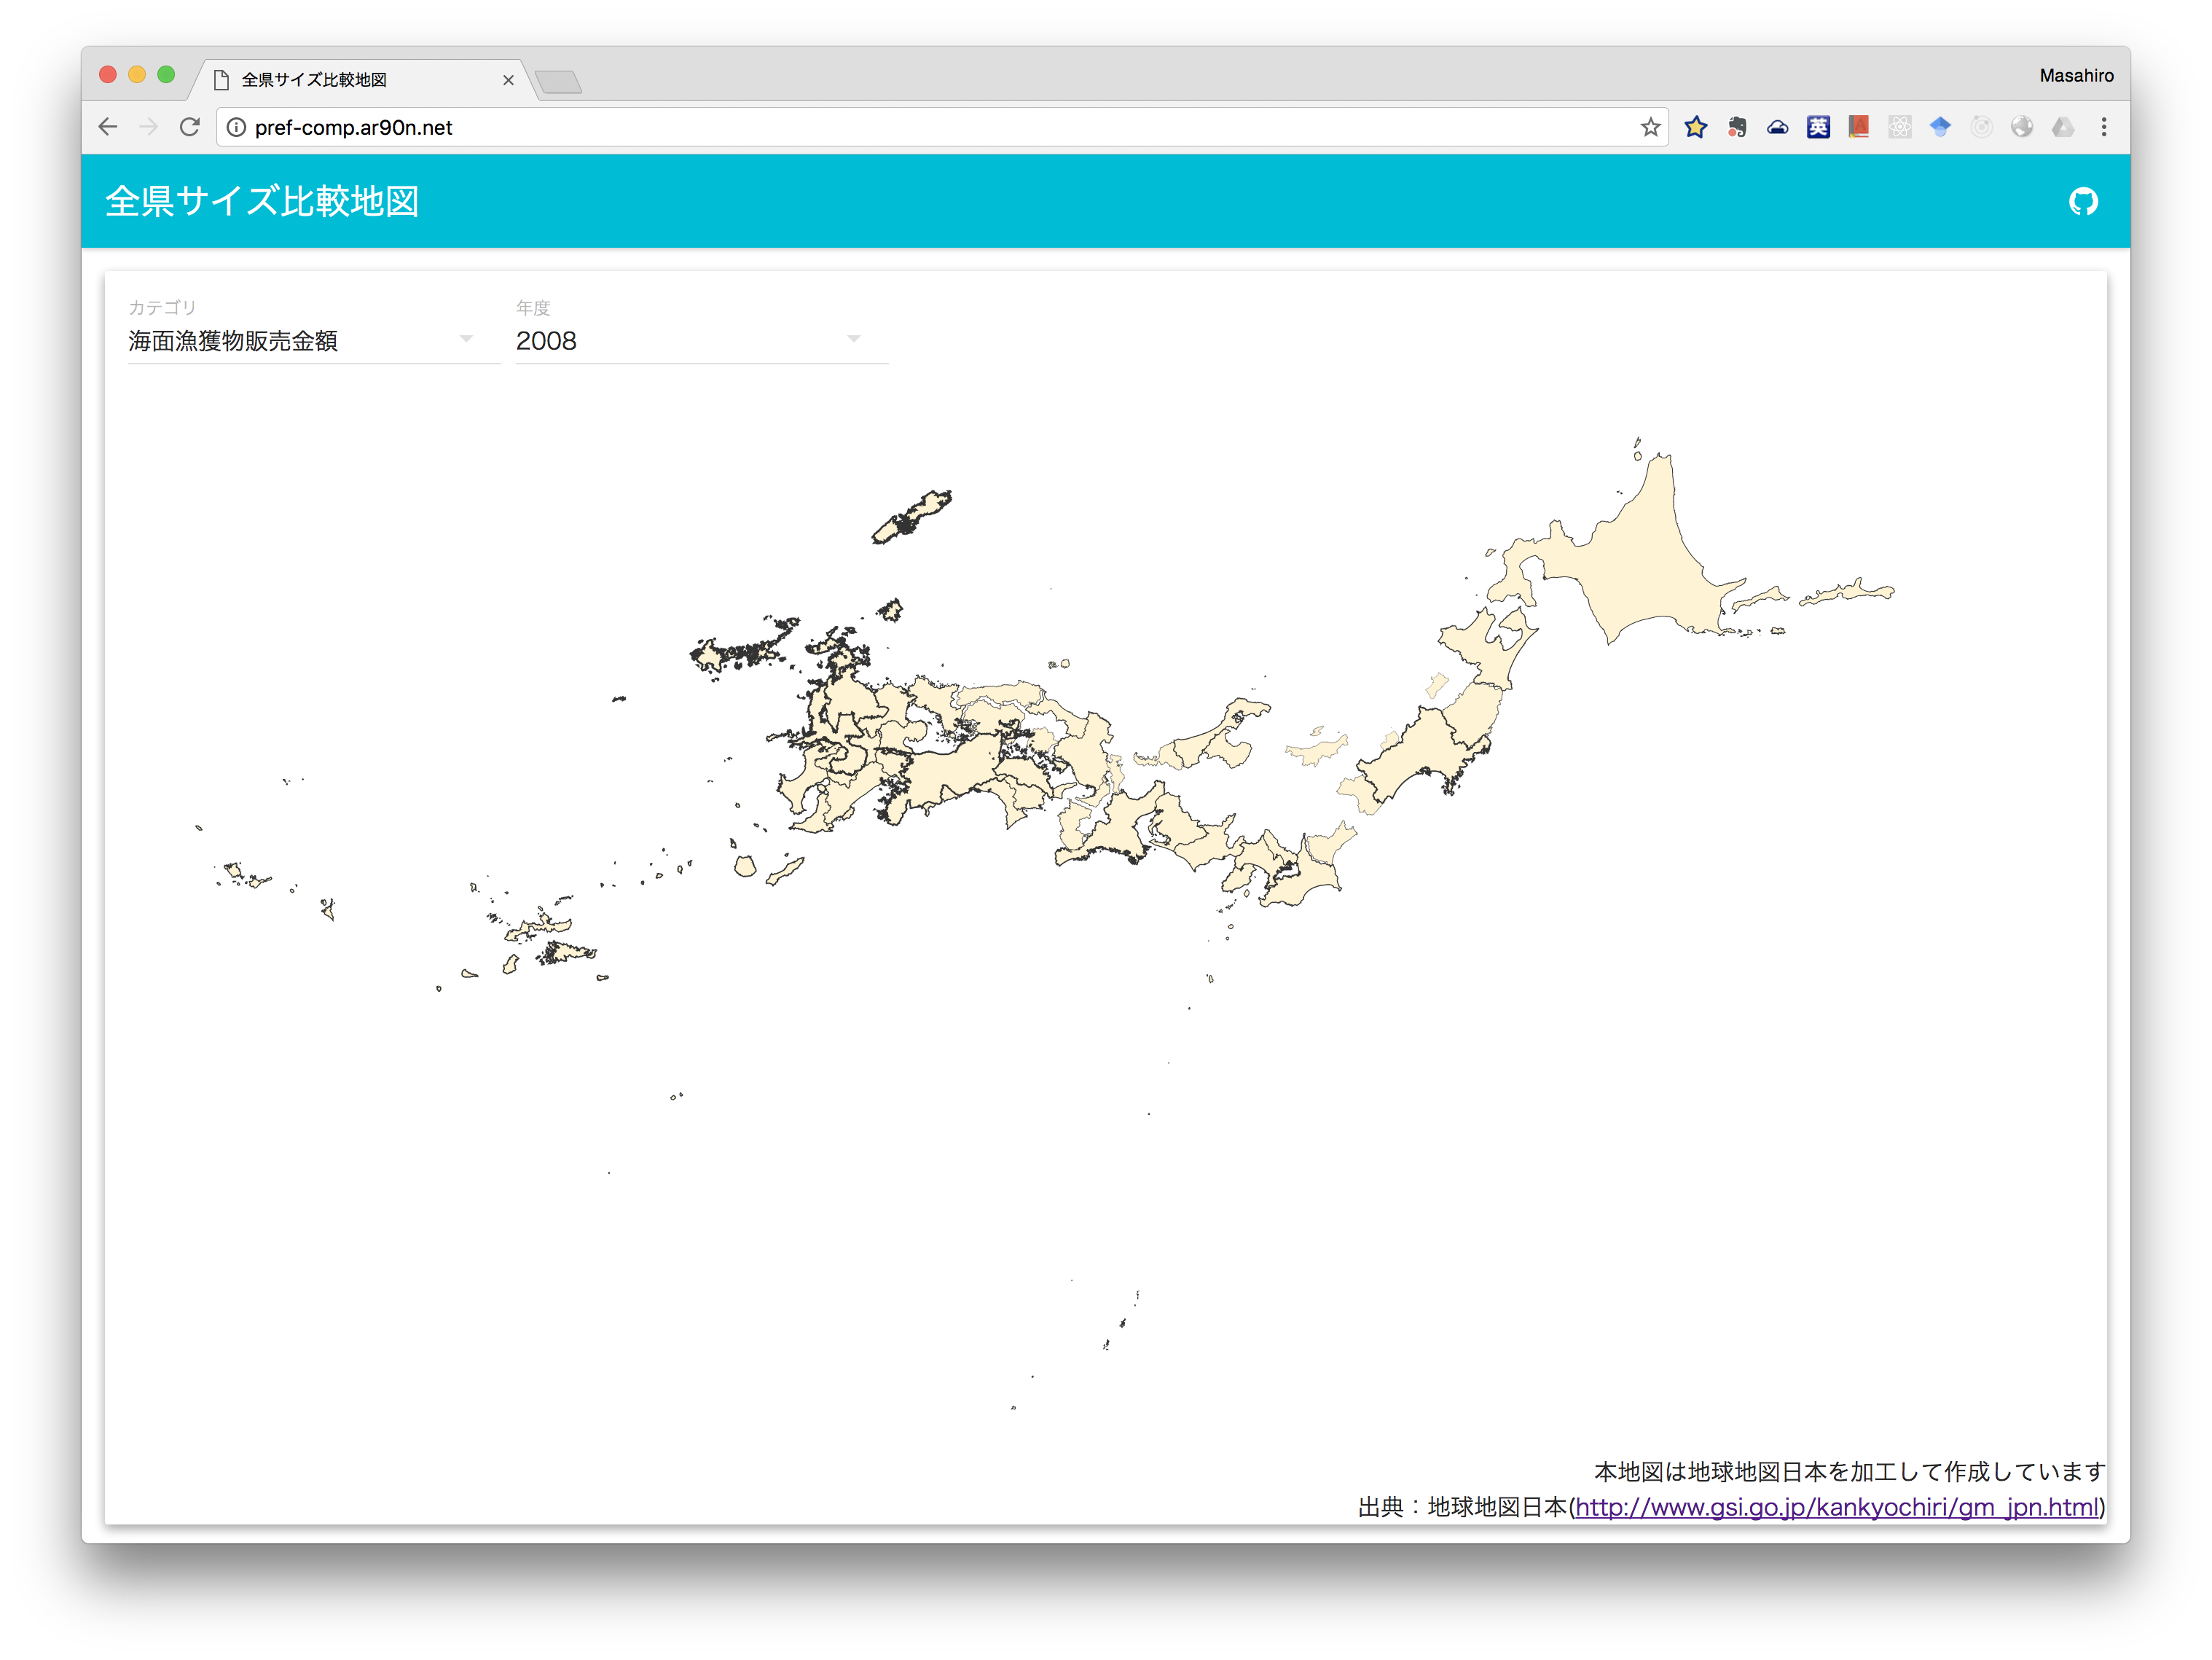 全県サイズ比較地図
Masahiro
pref-comp.ar90n.net
英
全県サイズ比較地図
カテゴリ
年度
海面漁獲物販売金額
2008
本地図は地球地図日本を加工して作成しています
出典：地球地図日本(http://www.gsi.go.jp/kankyochiri/gm_jpn.html)